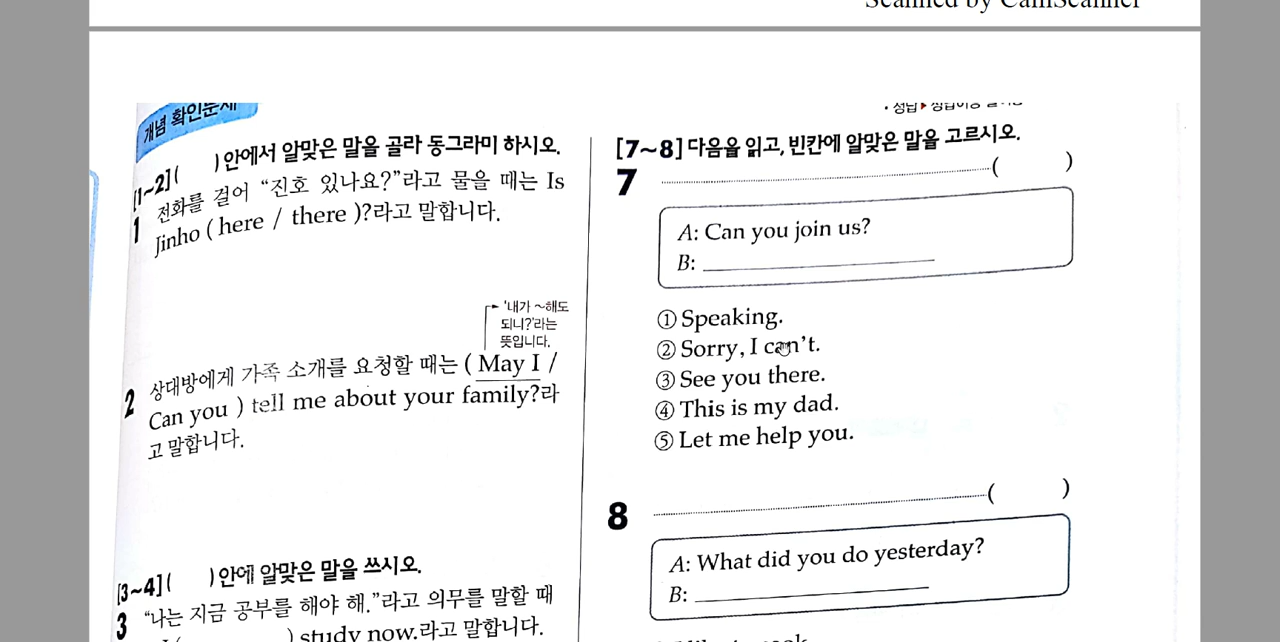 Scanned by CamScanner
개념 확인문제
[1~2] ( ) 안에서 알맞은 말을 골라 동그라미 하시오.
1 전화를 걸어 “진호 있나요?”라고 물을 때는 Is
Jinho ( here / there )?라고 말합니다.
'내가 ~해도
되니?'라는
뜻입니다.
2 상대방에게 가족 소개를 요청할 때는 ( May I /
Can you ) tell me about your family?라
고 말합니다.
[3~4] ( ) 안에 알맞은 말을 쓰시오.
3 “나는 지금 공부를 해야 해.”라고 의무를 말할 때
) study now.라고 말합니다.
• 정답
[7~8] 다음을 읽고, 빈칸에 알맞은 말을 고르시오.
7 ( )
A: Can you join us?
B:
① Speaking.
② Sorry, I can't.
③ See you there.
④ This is my dad.
⑤ Let me help you.
8 ( )
A: What did you do yesterday?
B: